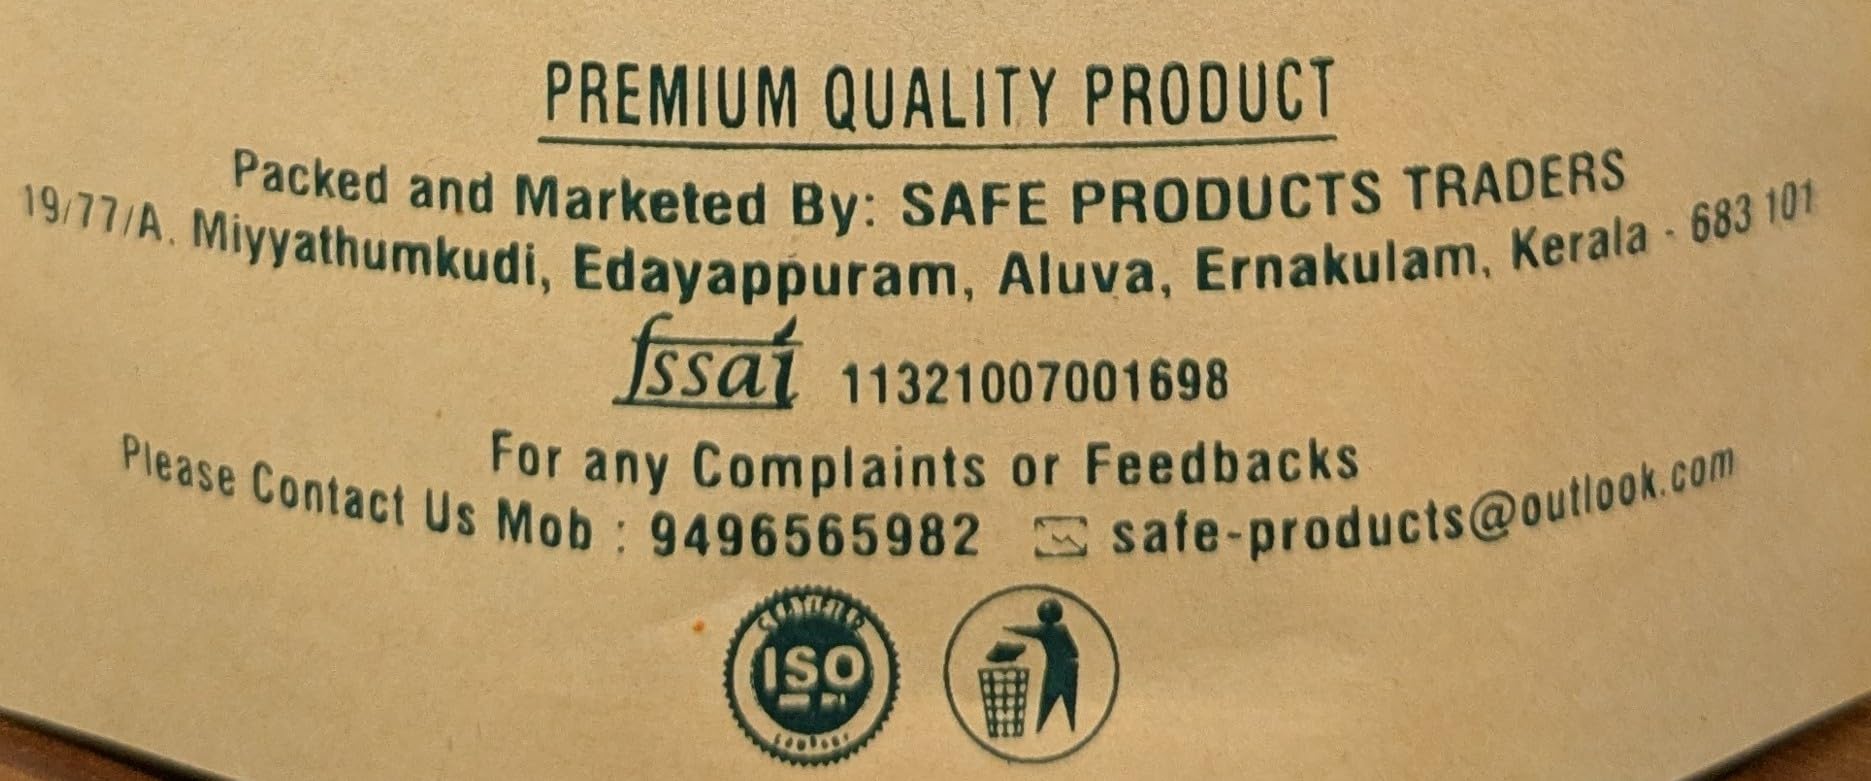 PREMIUM QUALITY PRODUCT
Packed and Marketed By: SAFE PRODUCTS TRADERS
19/77/A. Miyyathumkudi, Edayappuram, Aluva, Ernakulam, Kerala - 683 101
fssai 11321007001698
For any Complaints or Feedbacks
Please Contact Us Mob : 9496565982 safe-products@outlook.com
CERTIFIED
ISO